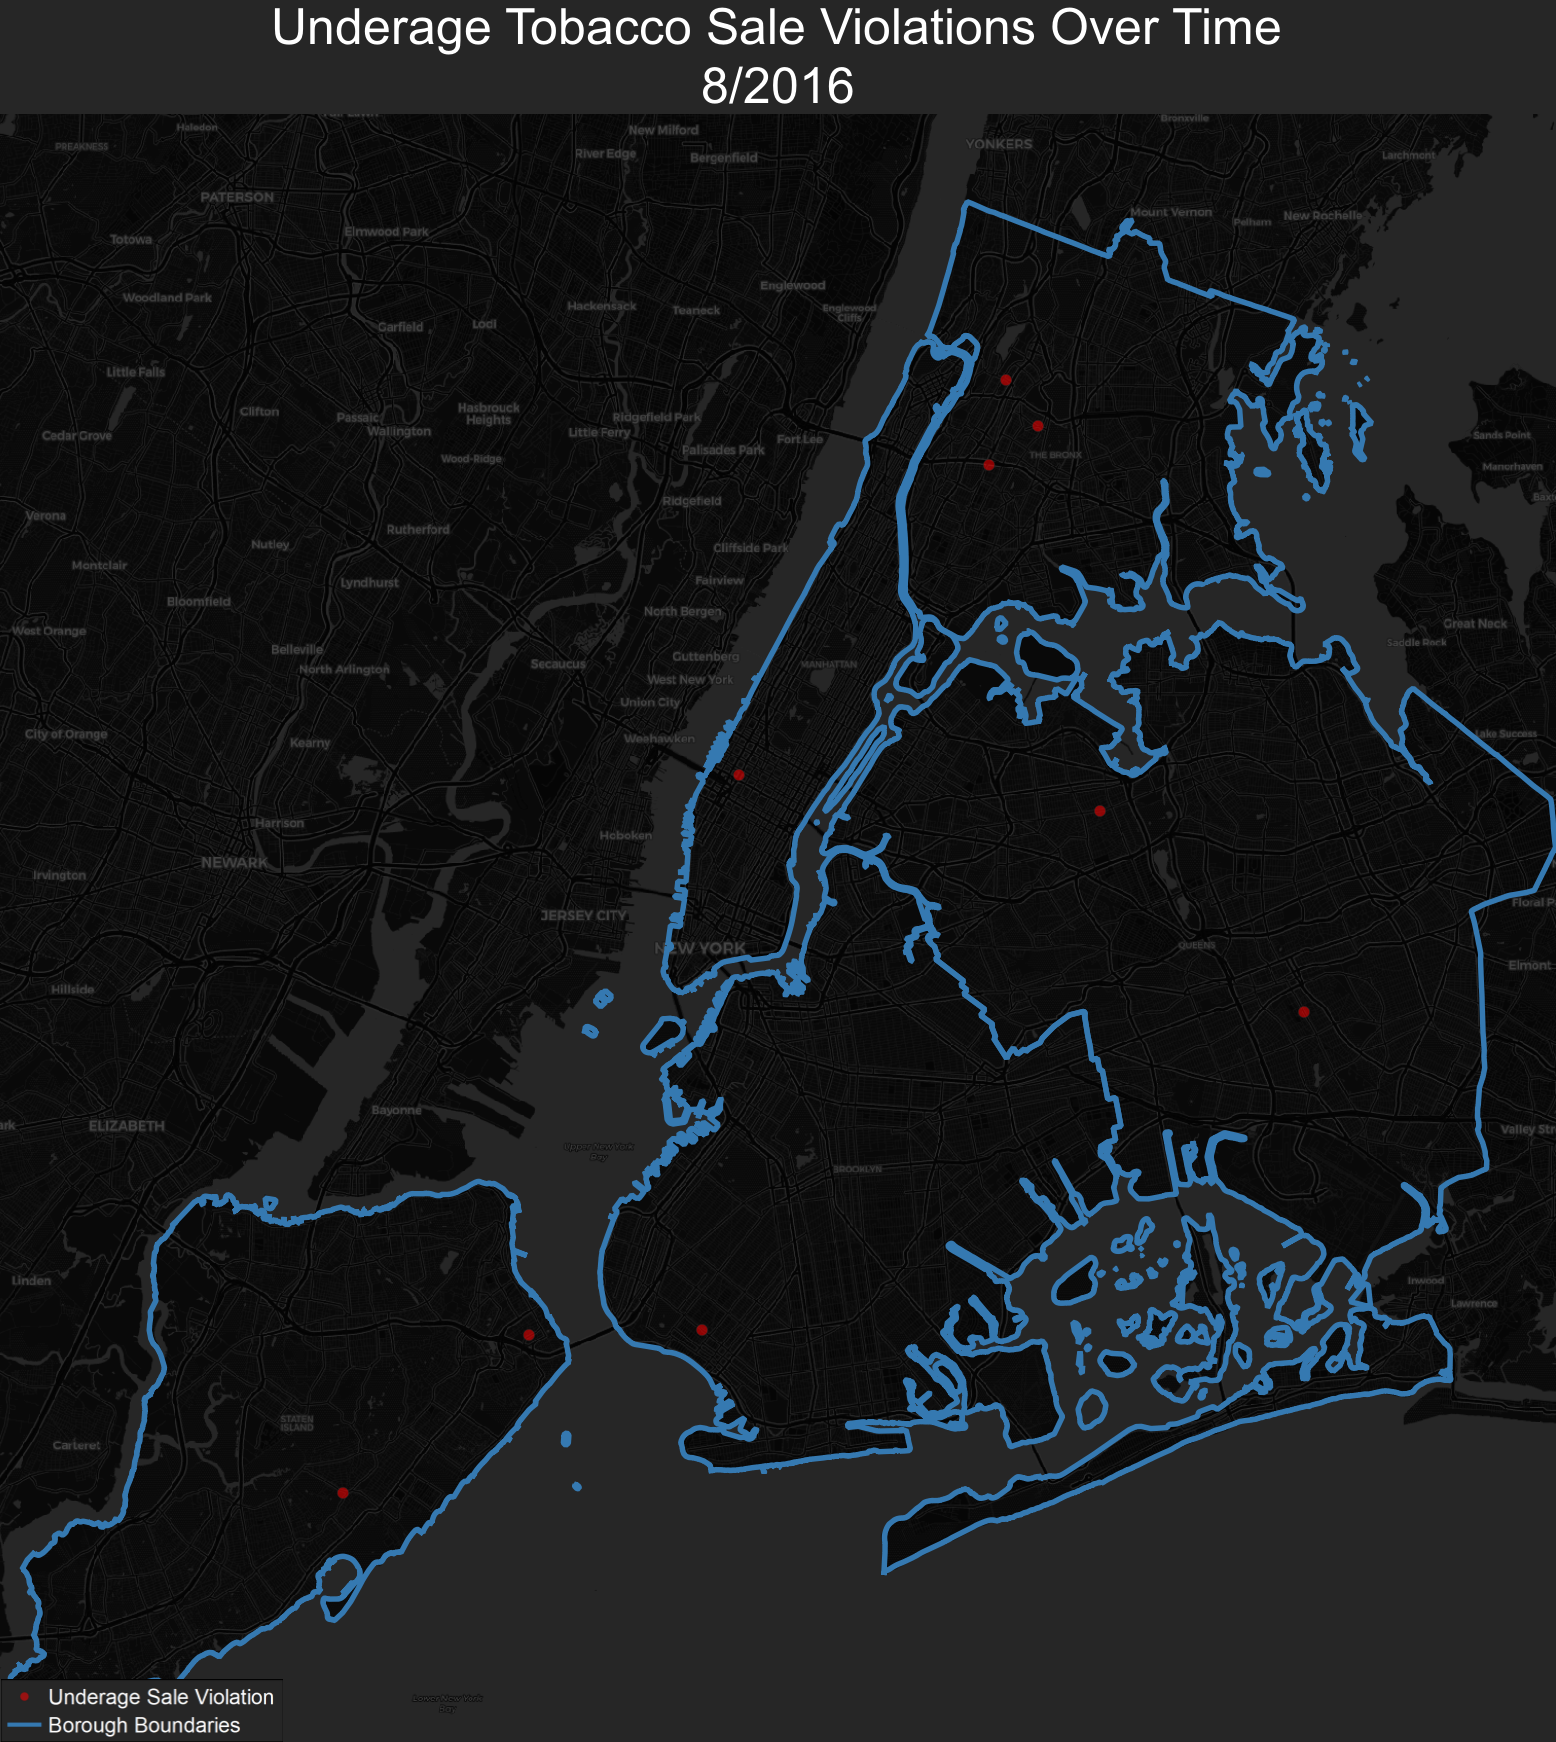 Underage Tobacco Sale Violations Over Time
8/2016
Haledon
New Milford
YONKERS
Bronxville
PREAKNESS
River Edge
Bergenfield
Larchmont
PATERSON
Mount Vernon
New Rochelle
Pelham
Totowa
Elmwood Park
Woodland Park
Englewood
Hackensack
Teaneck
Englewood
Cliffs
Garfield
Lodi
Little Falls
Clifton
Passaic
Hasbrouck
Heights
Ridgefield Park
Wallington
Little Ferry
Cedar Grove
Fort Lee
Sands Point
Palisades Park
Wood-Ridge
THE BRONX
Manorhaven
Ridgefield
Baxt
Verona
Rutherford
Nutley
Cliffside Park
Montclair
Lyndhurst
Fairview
Bloomfield
North Bergen
Great Neck
West Orange
Saddle Rock
Belleville
Guttenberg
North Arlington
Secaucus
MANHATTAN
West New York
Union City
City of Orange
Kearny
Weehawken
Lake Success
Harrison
Hoboken
NEWARK
Irvington
Floral P
JERSEY CITY
NEW YORK
QUEENS
Elmont
Hillside
Bayonne
ark
ELIZABETH
Valley Str
Upper New York
Bay
BROOKLYN
Linden
Inwood
Lawrence
STATEN
ISLAND
Carteret
Lower New York
Bay
Underage Sale Violation
Borough Boundaries